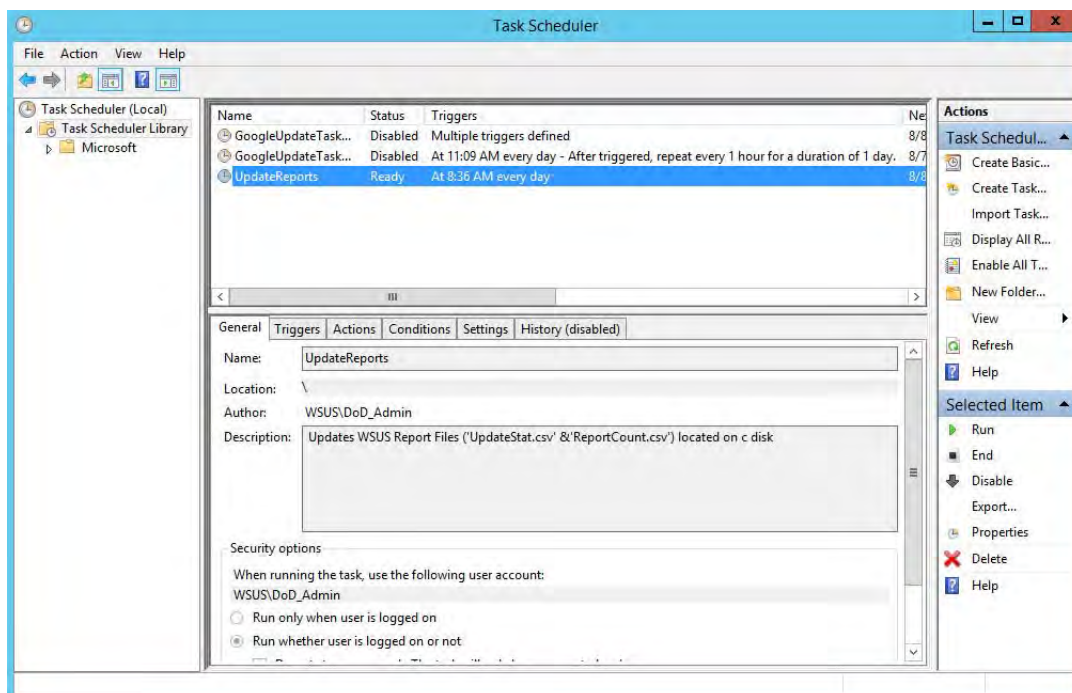 Task Scheduler
File Action View Help
Task Scheduler (Local)
Task Scheduler Library
Microsoft
Name Status Triggers Ne
GoogleUpdateTask... Disabled Multiple triggers defined 8/8
GoogleUpdateTask... Disabled At 11:09 AM every day - After triggered, repeat every 1 hour for a duration of 1 day. 8/7
UpdateReports Ready At 8:36 AM every day 8/8
General Triggers Actions Conditions Settings History (disabled)
Name: UpdateReports
Location: \
Author: WSUS\DoD_Admin
Description: Updates WSUS Report Files ('UpdateStat.csv' &'ReportCount.csv') located on c disk
Security options
When running the task, use the following user account:
WSUS\DoD_Admin
Run only when user is logged on
Run whether user is logged on or not
Actions
Task Schedul...
Create Basic...
Create Task...
Import Task...
Display All R...
Enable All T...
New Folder...
View
Refresh
Help
Selected Item
Run
End
Disable
Export...
Properties
Delete
Help